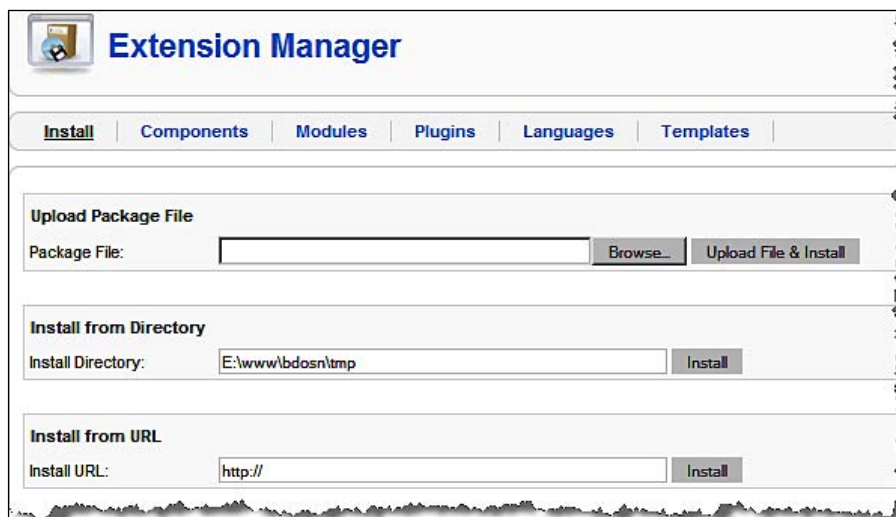 Extension Manager
Install Components Modules Plugins Languages Templates
Upload Package File
Package File: Browse... Upload File & Install
Install from Directory
Install Directory: E:\www\bdosn\tmp Install
Install from URL
Install URL: http:// Install